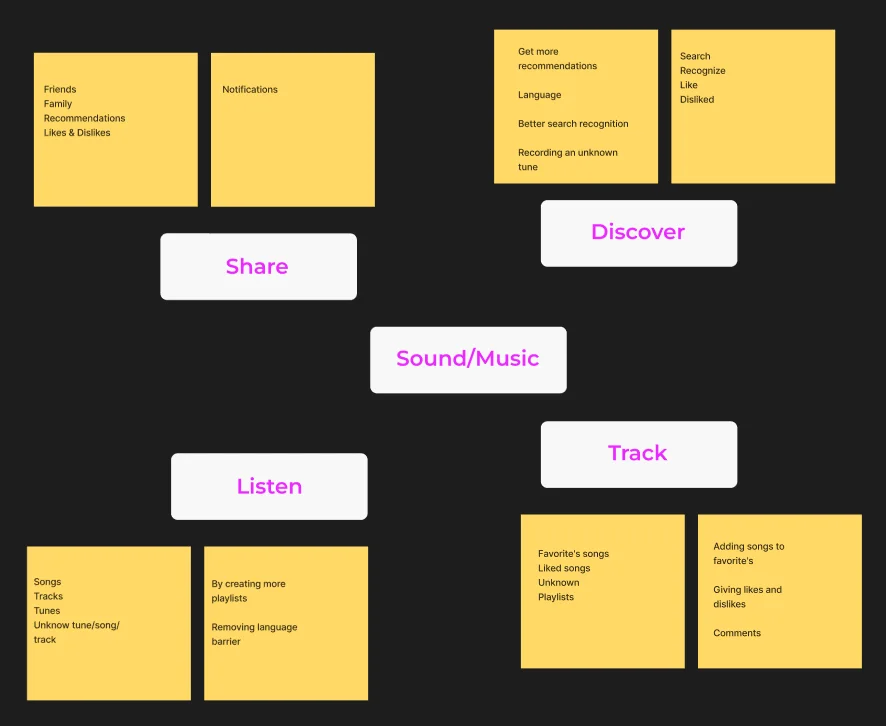 Friends
Family
Recommendations
Likes & Dislikes
Notifications
Get more
recommendations
Language
Better search recognition
Recording an unknown
tune
Search
Recognize
Like
Disliked
Share
Discover
Sound/Music
Listen
Track
Songs
Tracks
Tunes
Unknow tune/song/
track
By creating more
playlists
Removing language
barrier
Favorite's songs
Liked songs
Unknown
Playlists
Adding songs to
favorite's
Giving likes and
dislikes
Comments